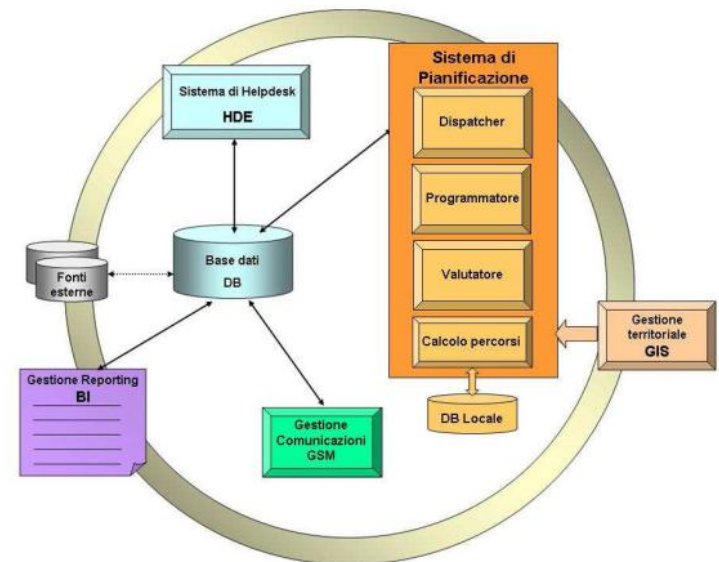 Sistema di Helpdesk
HDE
Sistema di
Pianificazione
Dispatcher
Programmatore
Valutatore
Calcolo percorsi
DB Locale
Base dati
DB
Fonti
esterne
Gestione
territoriale
GIS
Gestione Reporting
BI
Gestione
Comunicazioni
GSM